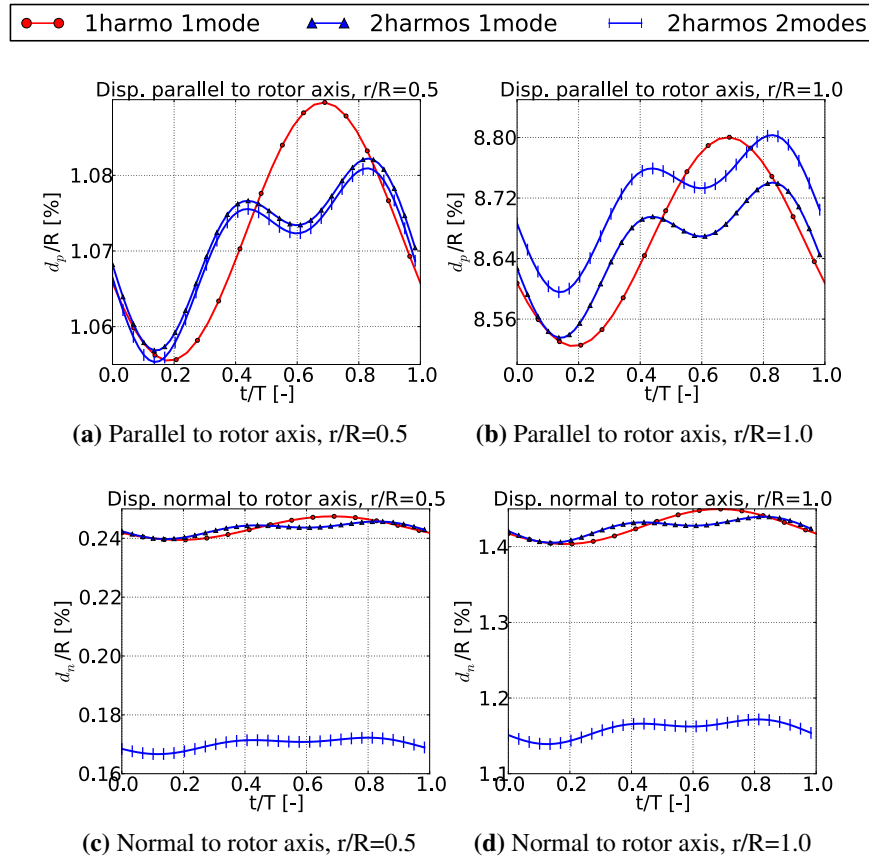 1harmo 1mode 2harmos 1mode 2harmos 2modes
Disp. parallel to rotor axis, r/R=0.5
1.08
1.07
1.06
d_p/R [%]
0.0 0.2 0.4 0.6 0.8 1.0
t/T [-]
(a) Parallel to rotor axis, r/R=0.5
Disp. parallel to rotor axis, r/R=1.0
8.80
8.72
8.64
8.56
d_p/R [%]
0.0 0.2 0.4 0.6 0.8 1.0
t/T [-]
(b) Parallel to rotor axis, r/R=1.0
Disp. normal to rotor axis, r/R=0.5
0.24
0.22
0.20
0.18
0.16
d_n/R [%]
0.0 0.2 0.4 0.6 0.8 1.0
t/T [-]
(c) Normal to rotor axis, r/R=0.5
Disp. normal to rotor axis, r/R=1.0
1.4
1.3
1.2
1.1
d_n/R [%]
0.0 0.2 0.4 0.6 0.8 1.0
t/T [-]
(d) Normal to rotor axis, r/R=1.0